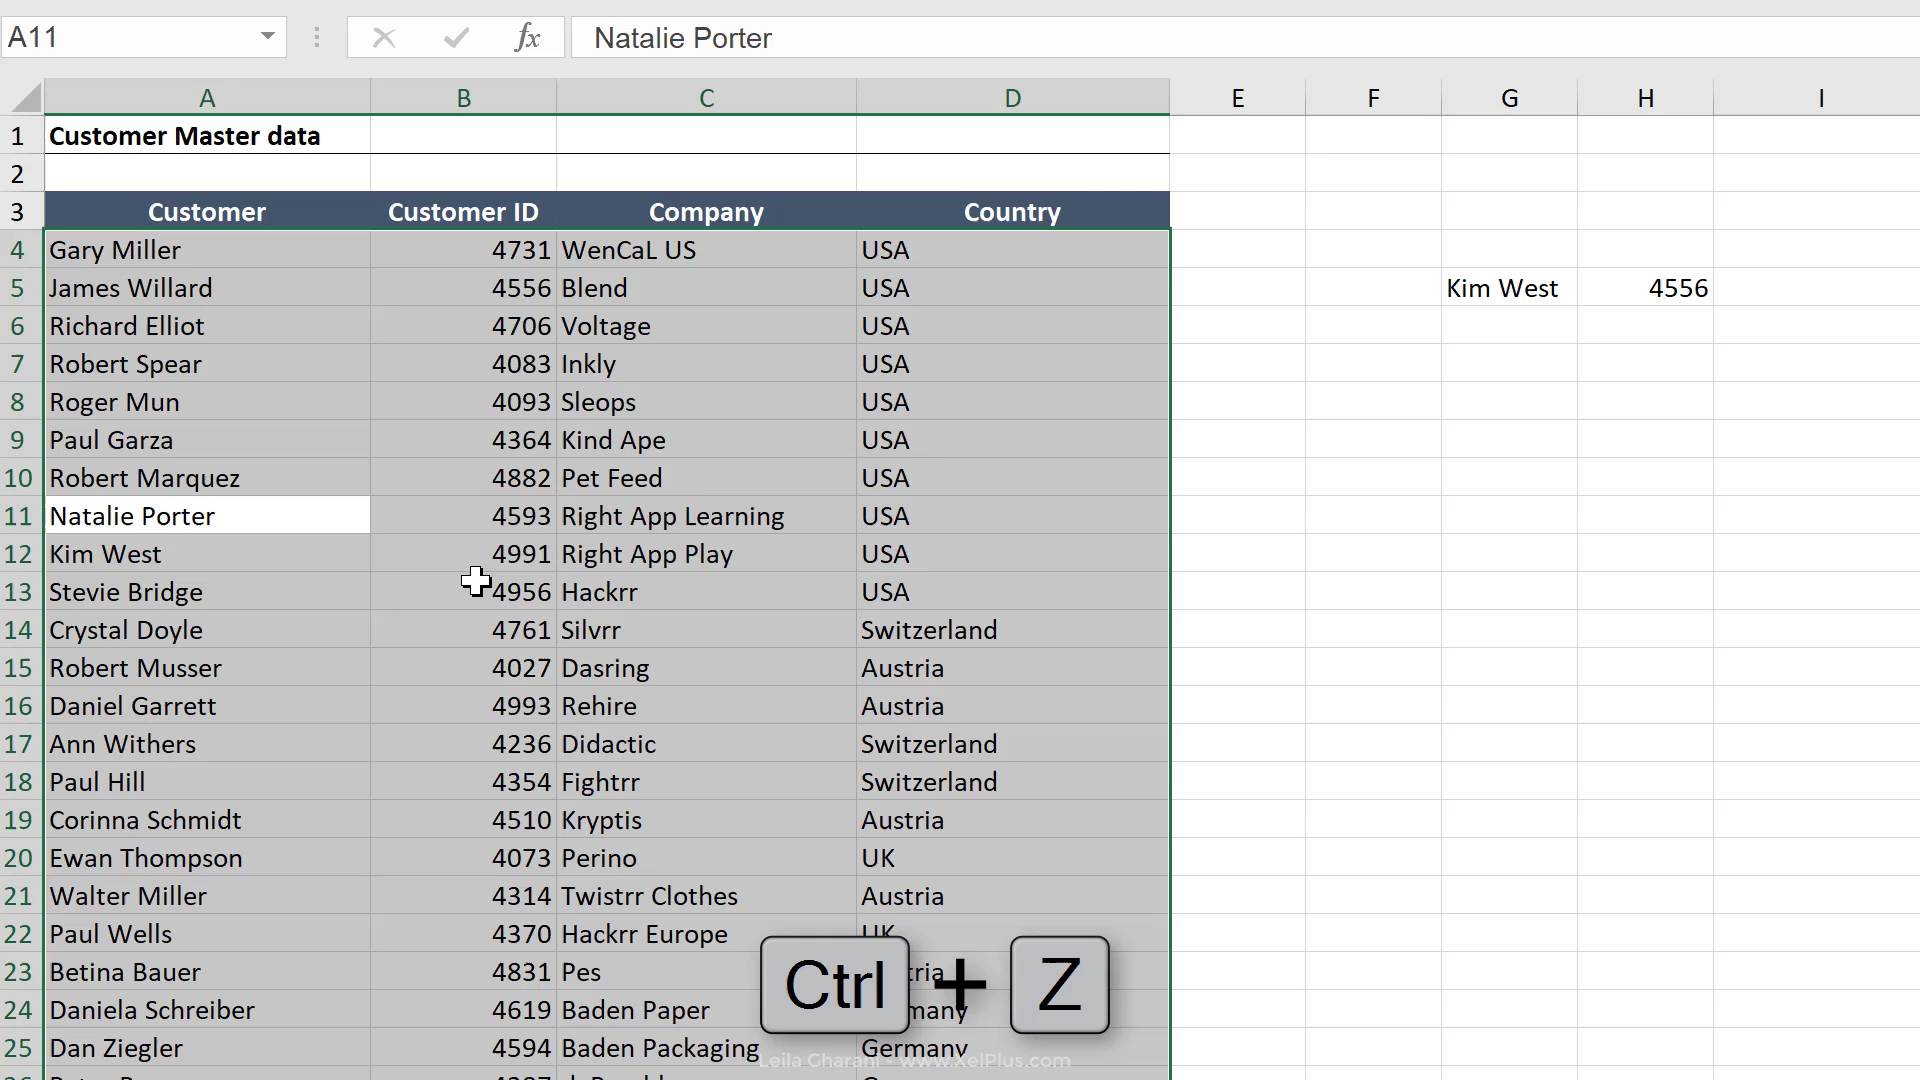 A11 fx Natalie Porter
A B C D E F G H I
1 Customer Master data
2
3 Customer Customer ID Company Country
4 Gary Miller 4731 WenCaL US USA
5 James Willard 4556 Blend USA Kim West 4556
6 Richard Elliot 4706 Voltage USA
7 Robert Spear 4083 Inkly USA
8 Roger Mun 4093 Sleops USA
9 Paul Garza 4364 Kind Ape USA
10 Robert Marquez 4882 Pet Feed USA
11 Natalie Porter 4593 Right App Learning USA
12 Kim West 4991 Right App Play USA
13 Stevie Bridge 4956 Hackrr USA
14 Crystal Doyle 4761 Silvrr Switzerland
15 Robert Musser 4027 Dasring Austria
16 Daniel Garrett 4993 Rehire Austria
17 Ann Withers 4236 Didactic Switzerland
18 Paul Hill 4354 Fightrr Switzerland
19 Corinna Schmidt 4510 Kryptis Austria
20 Ewan Thompson 4073 Perino UK
21 Walter Miller 4314 Twistrr Clothes Austria
22 Paul Wells 4370 Hackrr Europe UK
23 Betina Bauer 4831 Pes
24 Daniela Schreiber 4619 Baden Paper
25 Dan Ziegler 4594 Baden Packaging Germany
Ctrl + Z
Leila Gharani - www.XelPlus.com